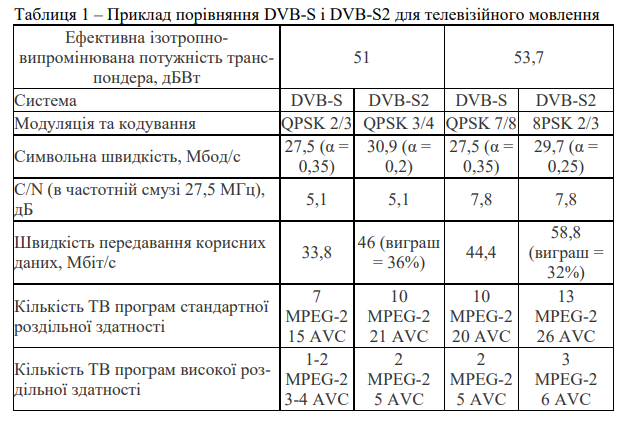 Таблиця 1 – Приклад порівняння DVB-S і DVB-S2 для телевізійного мовлення
Ефективна ізотропно-
випромінювана потужність транс-
пондера, дБВт
51
53,7
Система
DVB-S
DVB-S2
DVB-S
DVB-S2
Модуляція та кодування
QPSK 2/3
QPSK 3/4
QPSK 7/8
8PSK 2/3
Символьна швидкість, Мбод/с
27,5 (α =
0,35)
30,9 (α =
0,2)
27,5 (α =
0,35)
29,7 (α =
0,25)
C/N (в частотній смузі 27,5 МГц),
дБ
5,1
5,1
7,8
7,8
Швидкість передавання корисних
даних, Мбіт/с
33,8
46 (виграш
= 36%)
44,4
58,8
(виграш =
32%)
Кількість ТВ програм стандартної
роздільної здатності
7
MPEG-2
15 AVC
10
MPEG-2
21 AVC
10
MPEG-2
20 AVC
13
MPEG-2
26 AVC
Кількість ТВ програм високої роз-
дільної здатності
1-2
MPEG-2
3-4 AVC
2
MPEG-2
5 AVC
2
MPEG-2
5 AVC
3
MPEG-2
6 AVC